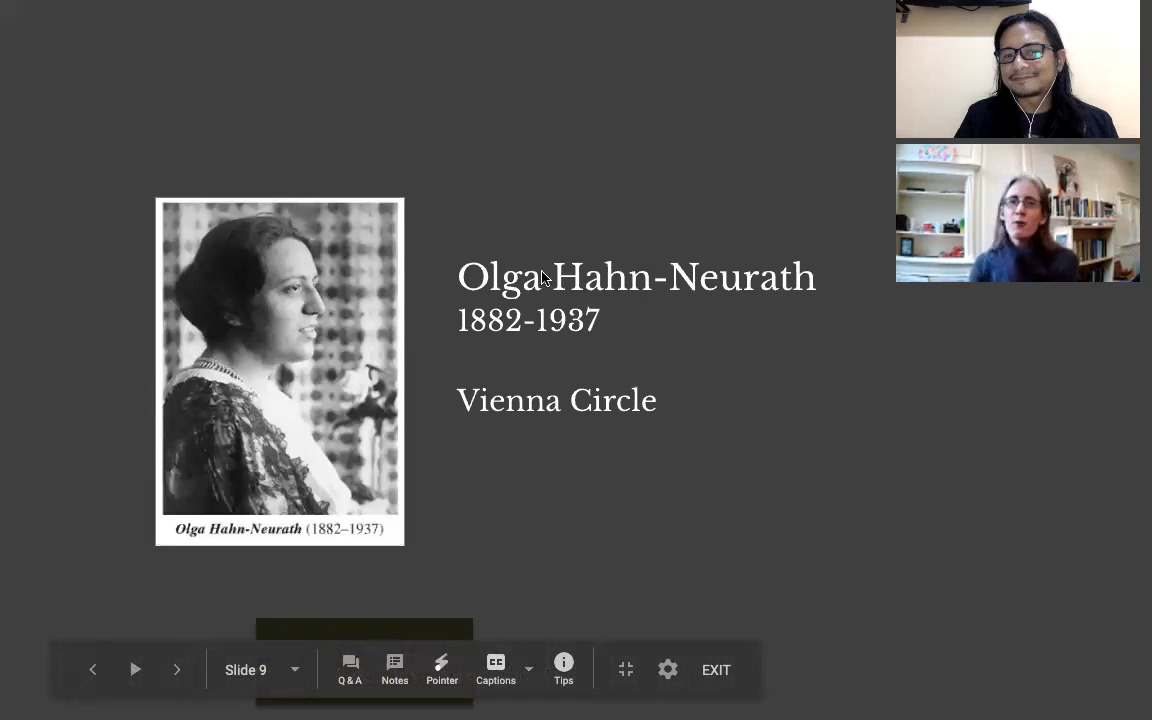 Olga Hahn-Neurath
1882-1937
Vienna Circle
Olga Hahn-Neurath (1882–1937)
Slide 9
Q & A
Notes
Pointer
Captions
Tips
EXIT